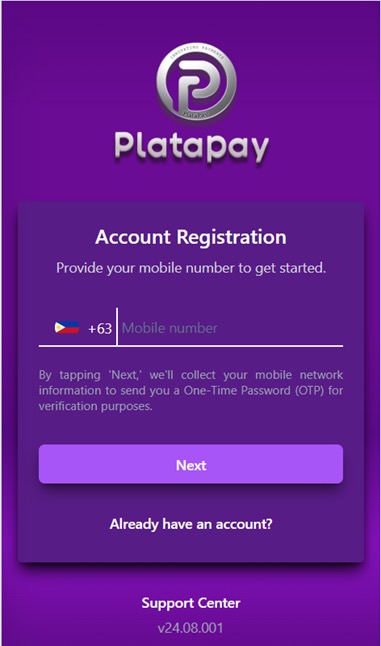 INNOVATING PAYMENTS
Platapay
Account Registration
Provide your mobile number to get started.
+63 Mobile number
By tapping 'Next,' we'll collect your mobile network
information to send you a One-Time Password (OTP) for
verification purposes.
Next
Already have an account?
Support Center
v24.08.001